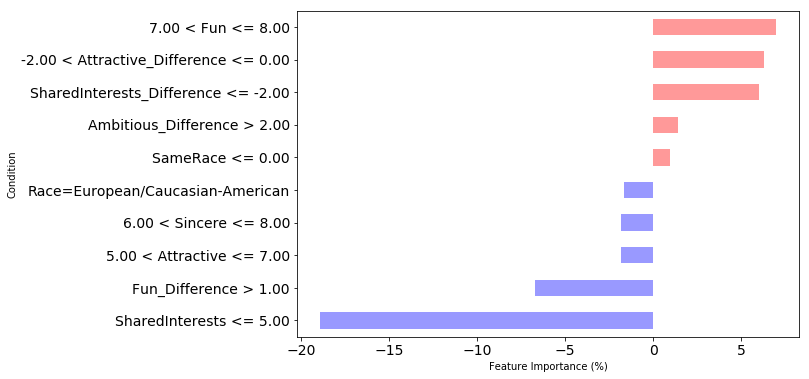 7.00 < Fun <= 8.00
-2.00 < Attractive_Difference <= 0.00
SharedInterests_Difference <= -2.00
Ambitious_Difference > 2.00
SameRace <= 0.00
Race=European/Caucasian-American
6.00 < Sincere <= 8.00
5.00 < Attractive <= 7.00
Fun_Difference > 1.00
SharedInterests <= 5.00
Condition
−20 −15 −10 −5 0 5
Feature Importance (%)